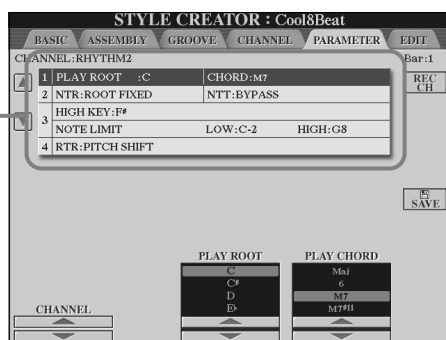 STYLE CREATOR : Cool8Beat
BASIC ASSEMBLY GROOVE CHANNEL PARAMETER EDIT
CHANNEL:RHYTHM2 Bar:1
1 PLAY ROOT :C CHORD:M7
REC CH
2 NTR:ROOT FIXED NTT:BYPASS
3 HIGH KEY:F#
NOTE LIMIT LOW:C-2 HIGH:G8
4 RTR:PITCH SHIFT
SAVE
PLAY ROOT PLAY CHORD
C Maj
C# 6
D M7
E♭ M7#11
CHANNEL